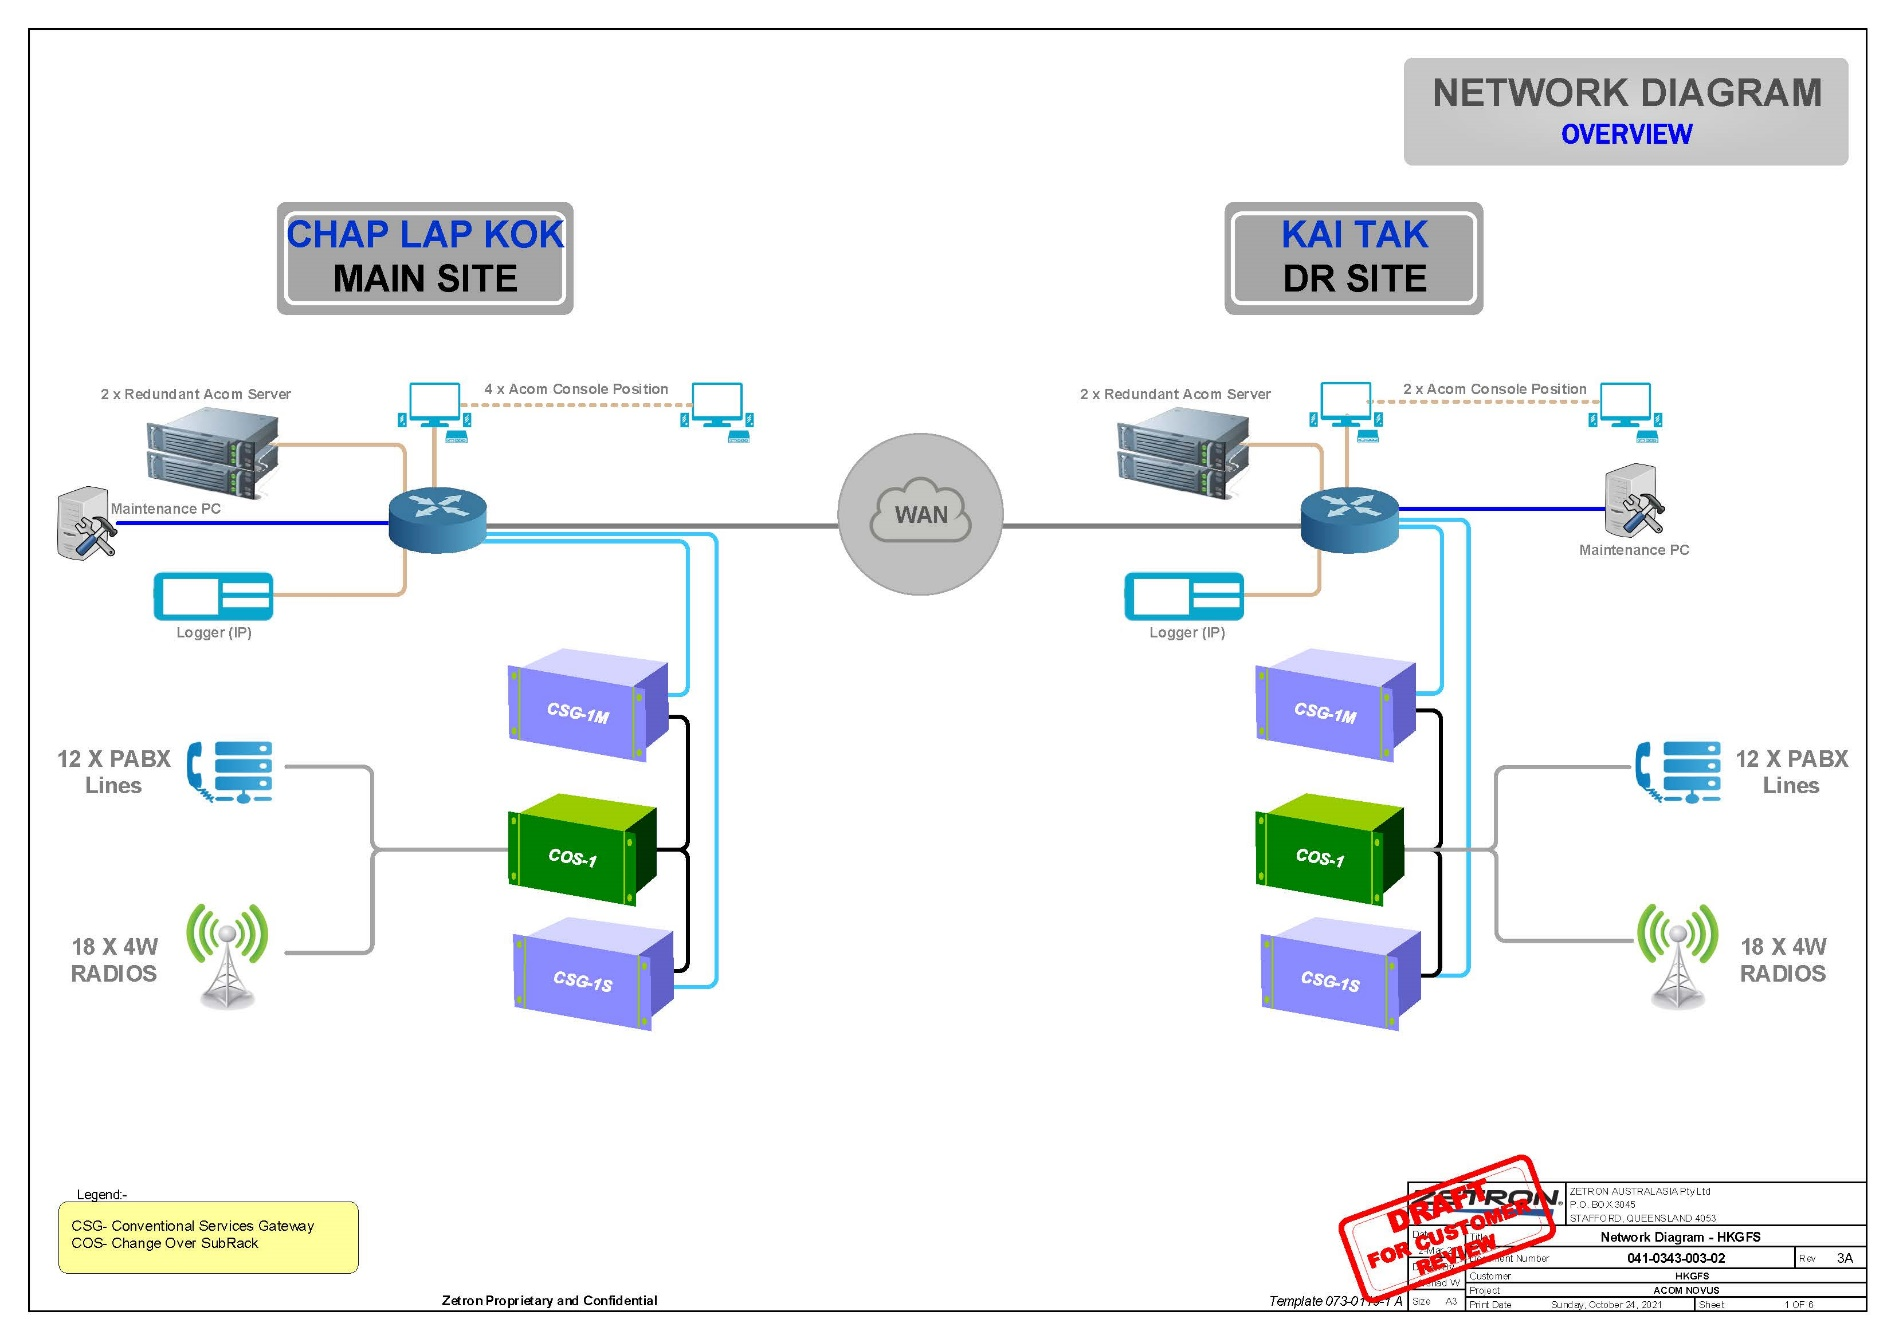 NETWORK DIAGRAM
OVERVIEW
CHAP LAP KOK
MAIN SITE
KAI TAK
DR SITE
2 x Redundant Acom Server
4 x Acom Console Position
2 x Redundant Acom Server
2 x Acom Console Position
Maintenance PC
WAN
Maintenance PC
Logger (IP)
Logger (IP)
CSG-1M
CSG-1M
12 X PABX
Lines
12 X PABX
Lines
COS-1
COS-1
18 X 4W
RADIOS
18 X 4W
RADIOS
CSG-1S
CSG-1S
Legend:-
CSG- Conventional Services Gateway
COS- Change Over SubRack
Zetron Proprietary and Confidential
DRAFT
FOR CUSTOMER
REVIEW
ZETRON
ZETRON AUSTRALASIA Pty Ltd
P.O. BOX 3045
STAFFORD, QUEENSLAND 4053
Network Diagram - HKGFS
Number 041-0343-003-02 Rev 3A
Customer HKGFS
Project ACOM NOVUS
Template A Size A3 Print Date Sunday, October 24, 2021 Sheet 1 OF 6